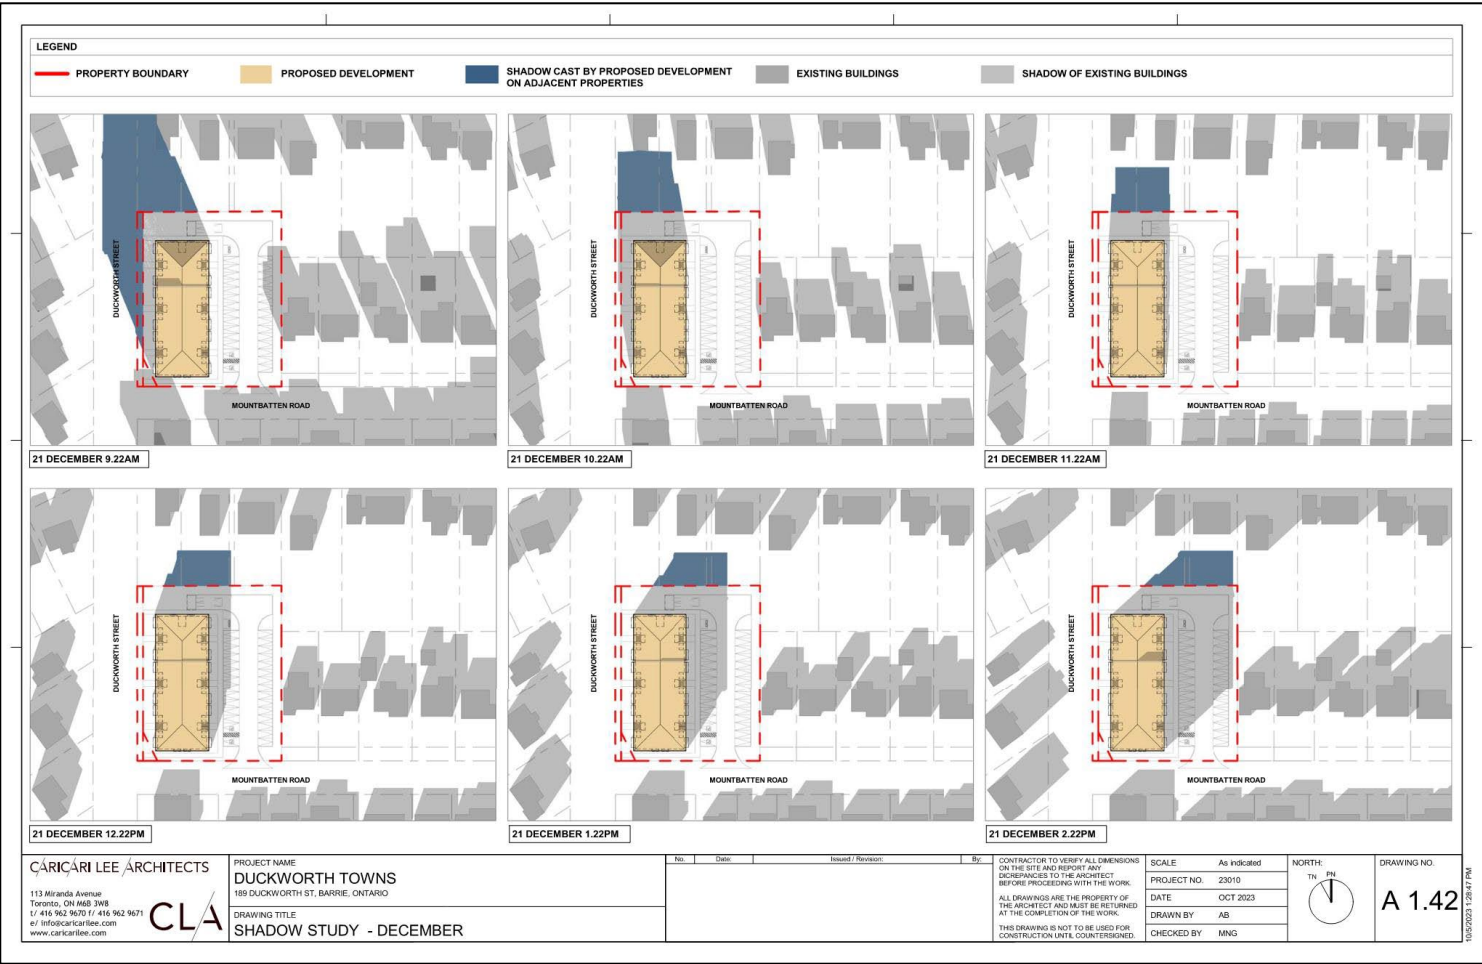 LEGEND
PROPERTY BOUNDARY
PROPOSED DEVELOPMENT
SHADOW CAST BY PROPOSED DEVELOPMENT
ON ADJACENT PROPERTIES
EXISTING BUILDINGS
SHADOW OF EXISTING BUILDINGS
DUCKWORTH STREET
MOUNTBATTEN ROAD
21 DECEMBER 9.22AM
DUCKWORTH STREET
MOUNTBATTEN ROAD
21 DECEMBER 10.22AM
DUCKWORTH STREET
MOUNTBATTEN ROAD
21 DECEMBER 11.22AM
DUCKWORTH STREET
MOUNTBATTEN ROAD
21 DECEMBER 12.22PM
DUCKWORTH STREET
MOUNTBATTEN ROAD
21 DECEMBER 1.22PM
DUCKWORTH STREET
MOUNTBATTEN ROAD
21 DECEMBER 2.22PM
CARICARI LEE ARCHITECTS
113 Miranda Avenue
Toronto, ON M6B 3W8
t/ 416 962 9670 f/ 416 962 9671
e/ info@caricarilee.com
www.caricarilee.com
CLA
PROJECT NAME
DUCKWORTH TOWNS
189 DUCKWORTH ST, BARRIE, ONTARIO
DRAWING TITLE
SHADOW STUDY - DECEMBER
No. Date: Issued / Revision: By:
CONTRACTOR TO VERIFY ALL DIMENSIONS
ON THE SITE AND REPORT ANY
DICREPANCIES TO THE ARCHITECT
BEFORE PROCEEDING WITH THE WORK.
ALL DRAWINGS ARE THE PROPERTY OF
THE ARCHITECT AND MUST BE RETURNED
AT THE COMPLETION OF THE WORK.
THIS DRAWING IS NOT TO BE USED FOR
CONSTRUCTION UNTIL COUNTERSIGNED.
SCALE As indicated
PROJECT NO. 23010
DATE OCT 2023
DRAWN BY AB
CHECKED BY MNG
NORTH:
TN PN
DRAWING NO.
A 1.42
10/5/2023 1:28:47 PM